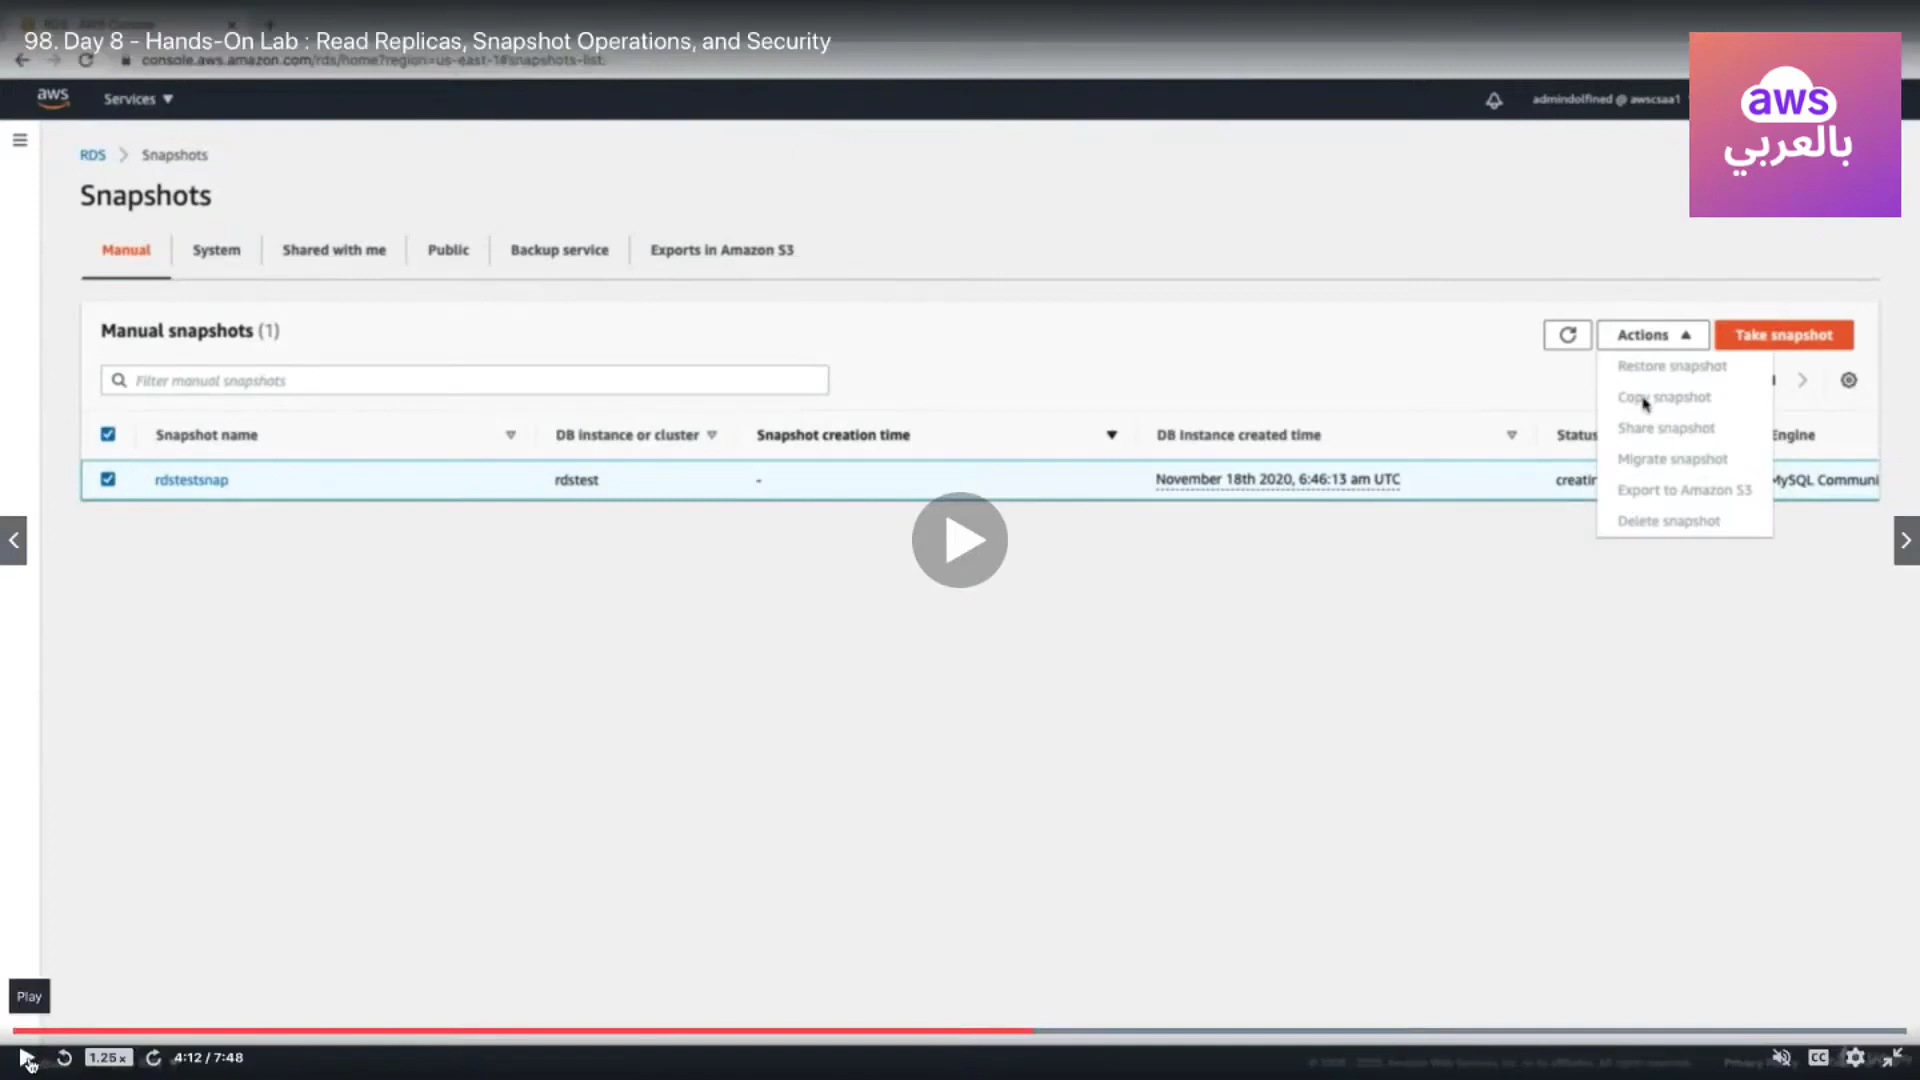 98. Day 8 - Hands-On Lab : Read Replicas, Snapshot Operations, and Security
console.aws.amazon.com/rds/home?region=us-east-1#snapshots-list:
aws
Services
admindolfined @ awscsaa1
aws
بالعربي
RDS
Snapshots
Snapshots
Manual
System
Shared with me
Public
Backup service
Exports in Amazon S3
Manual snapshots (1)
Actions
Take snapshot
Filter manual snapshots
Restore snapshot
Copy snapshot
Share snapshot
Migrate snapshot
Export to Amazon S3
Delete snapshot
Snapshot name
DB instance or cluster
Snapshot creation time
DB Instance created time
Status
Engine
rdstestsnap
rdstest
-
November 18th 2020, 6:46:13 am UTC
creatin
MySQL Communi
Play
1.25x
4:12 / 7:48
CC